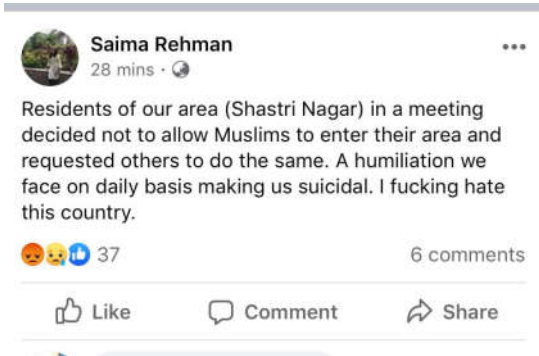 Saima Rehman
28 mins ·
Residents of our area (Shastri Nagar) in a meeting
decided not to allow Muslims to enter their area and
requested others to do the same. A humiliation we
face on daily basis making us suicidal. I fucking hate
this country.
37
6 comments
Like
Comment
Share